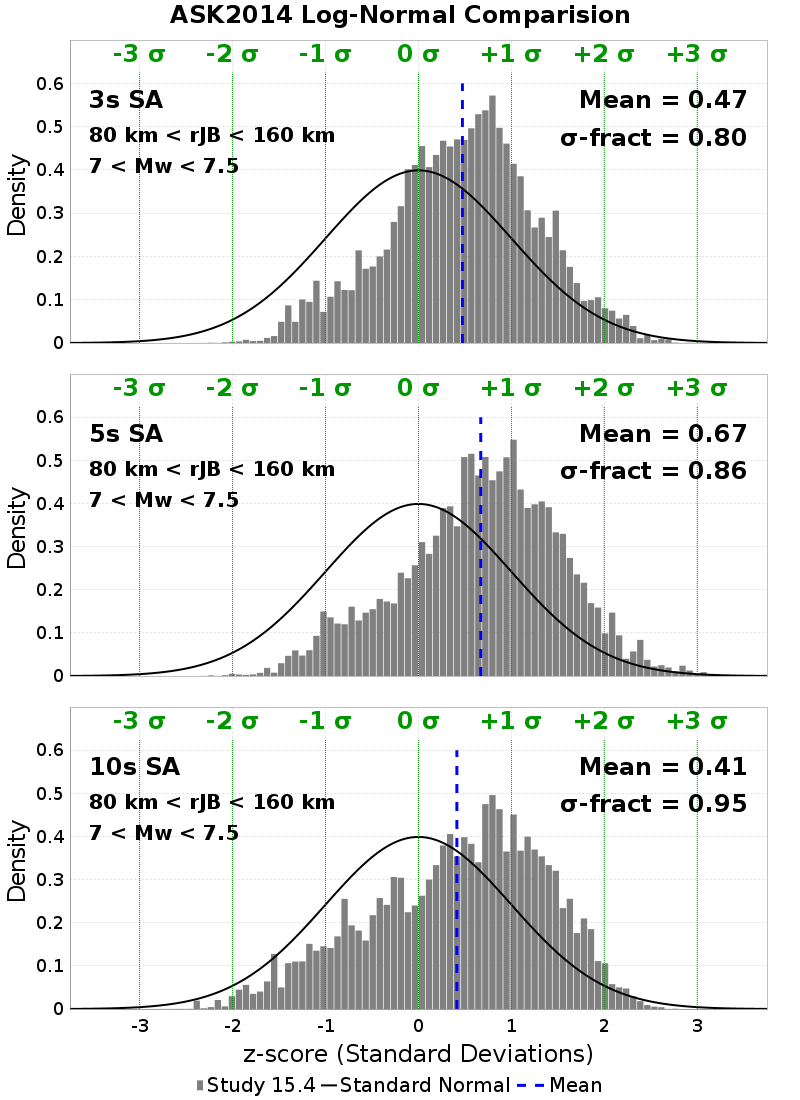 ASK2014 Log-Normal Comparision
-3 σ -2 σ -1 σ 0 σ +1 σ +2 σ +3 σ
0.6
3s SA Mean = 0.47
0.5
80 km < rJB < 160 km σ-fract = 0.80
0.4
7 < Mw < 7.5
Density
0.3
0.2
0.1
0
-3 σ -2 σ -1 σ 0 σ +1 σ +2 σ +3 σ
0.6
5s SA Mean = 0.67
0.5
80 km < rJB < 160 km σ-fract = 0.86
0.4
7 < Mw < 7.5
Density
0.3
0.2
0.1
0
-3 σ -2 σ -1 σ 0 σ +1 σ +2 σ +3 σ
0.6
10s SA Mean = 0.41
0.5
80 km < rJB < 160 km σ-fract = 0.95
0.4
7 < Mw < 7.5
Density
0.3
0.2
0.1
0
-3 -2 -1 0 1 2 3
z-score (Standard Deviations)
Study 15.4 Standard Normal Mean